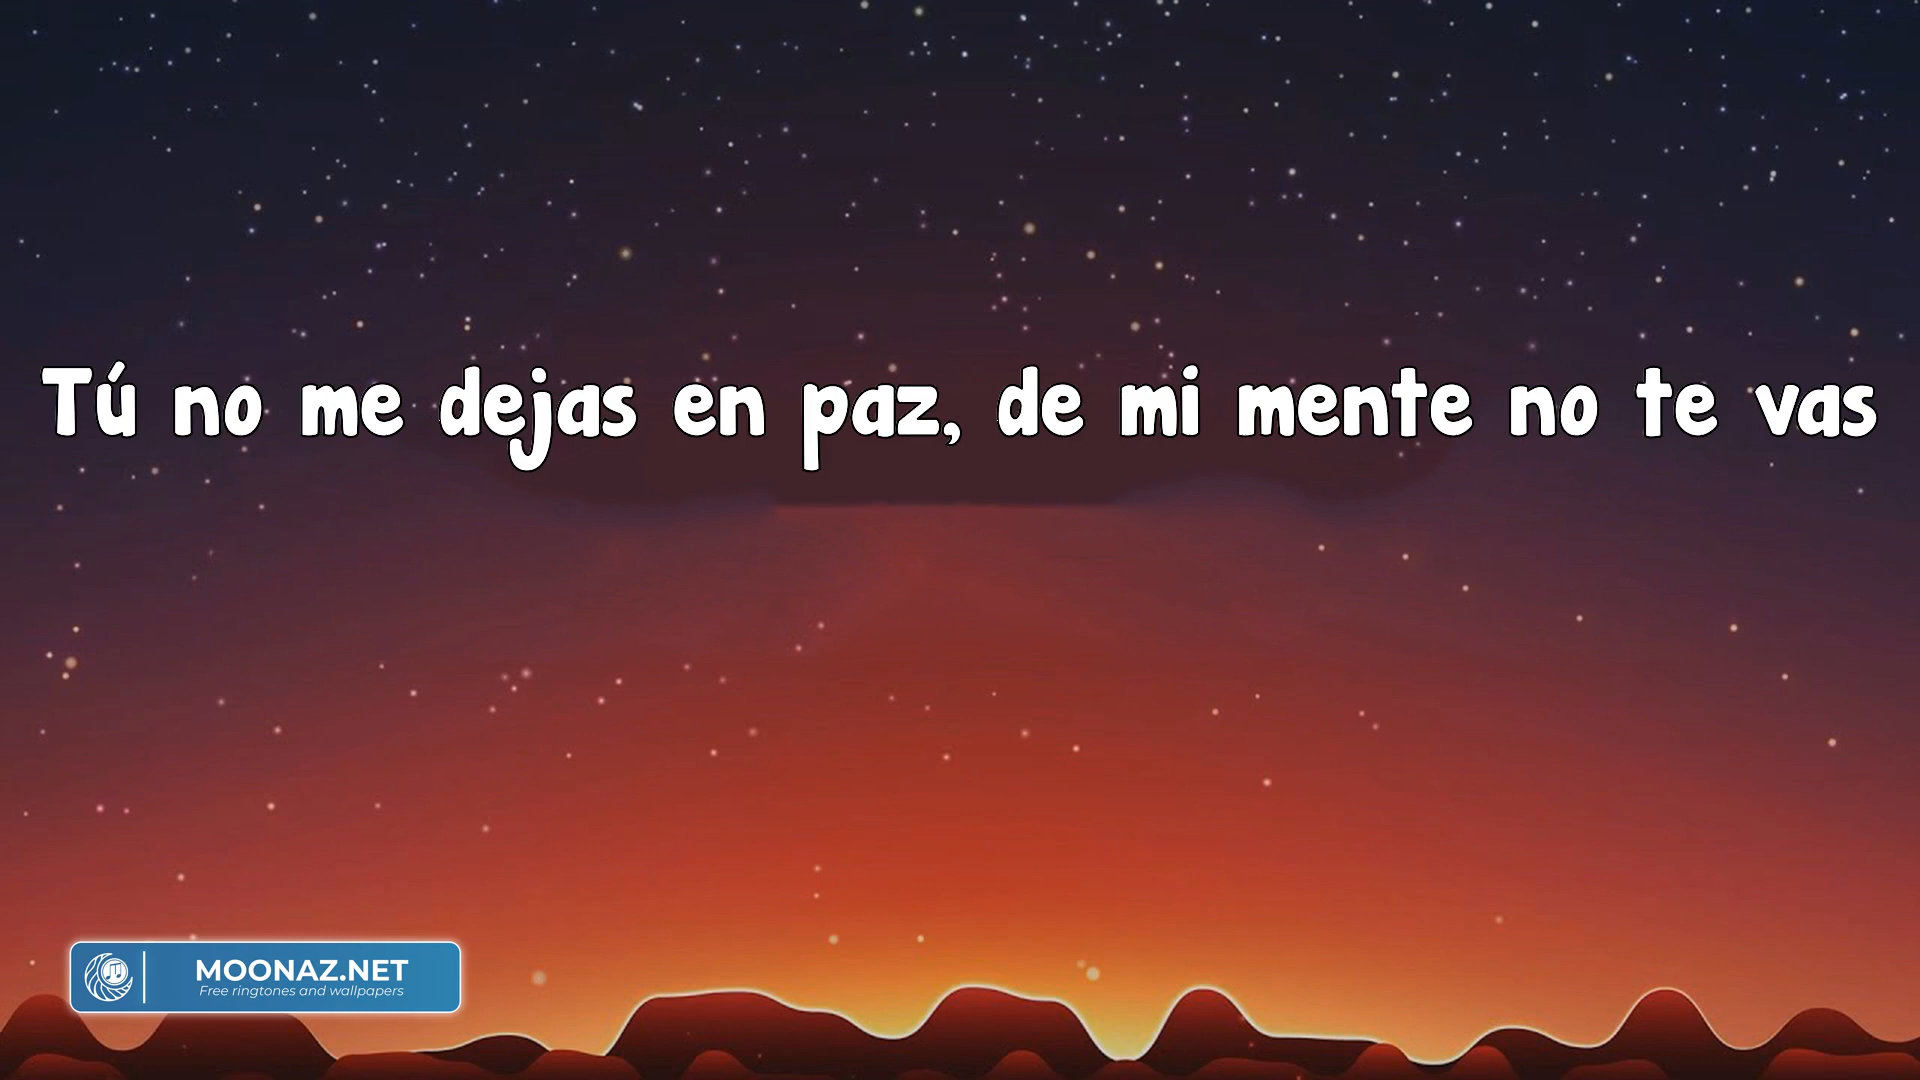 Tú no me dejas en paz, de mi mente no te vas
MOONAZ.NET
Free ringtones and wallpapers